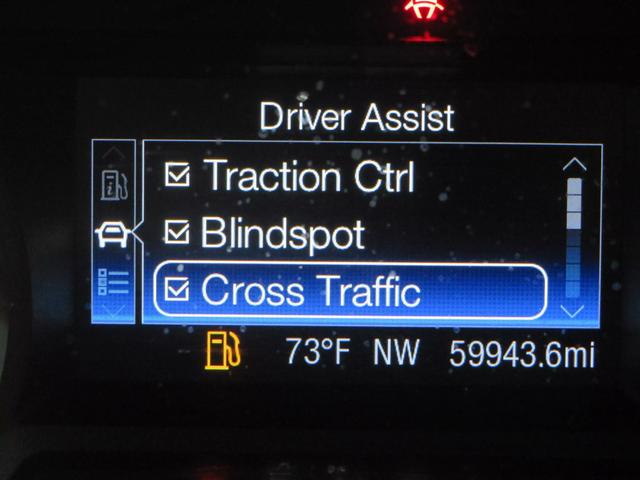 Driver Assist
Traction Ctrl
Blindspot
Cross Traffic
73°F NW 59943.6mi